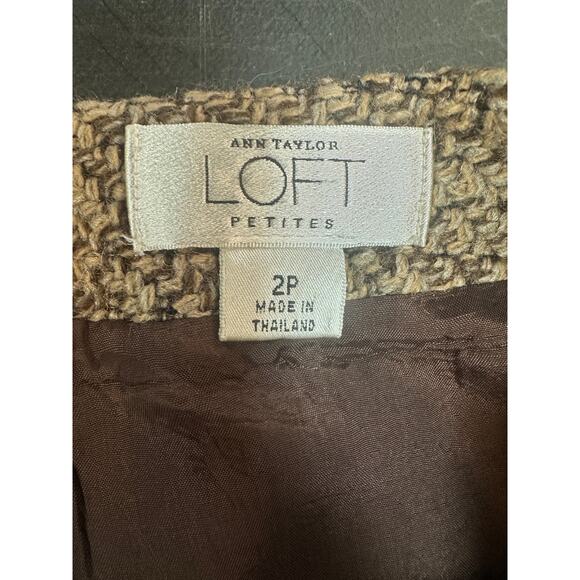 ANN TAYLOR
LOFT
PETITES
2P
MADE IN
THAILAND